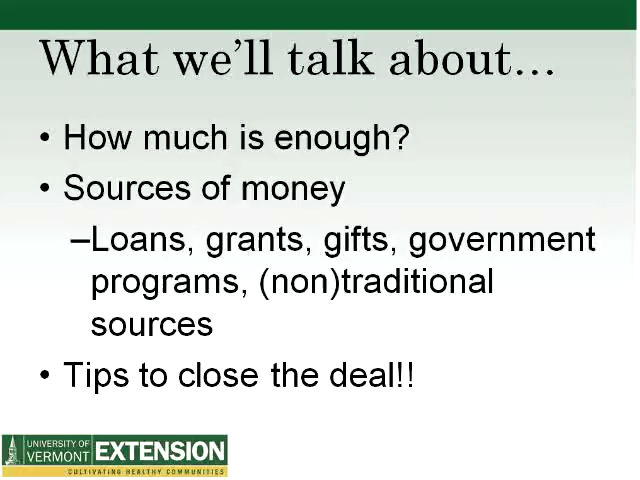 What we'll talk about...
• How much is enough?
• Sources of money
–Loans, grants, gifts, government
programs, (non)traditional
sources
• Tips to close the deal!!
UNIVERSITY OF
VERMONT EXTENSION
CULTIVATING HEALTHY COMMUNITIES